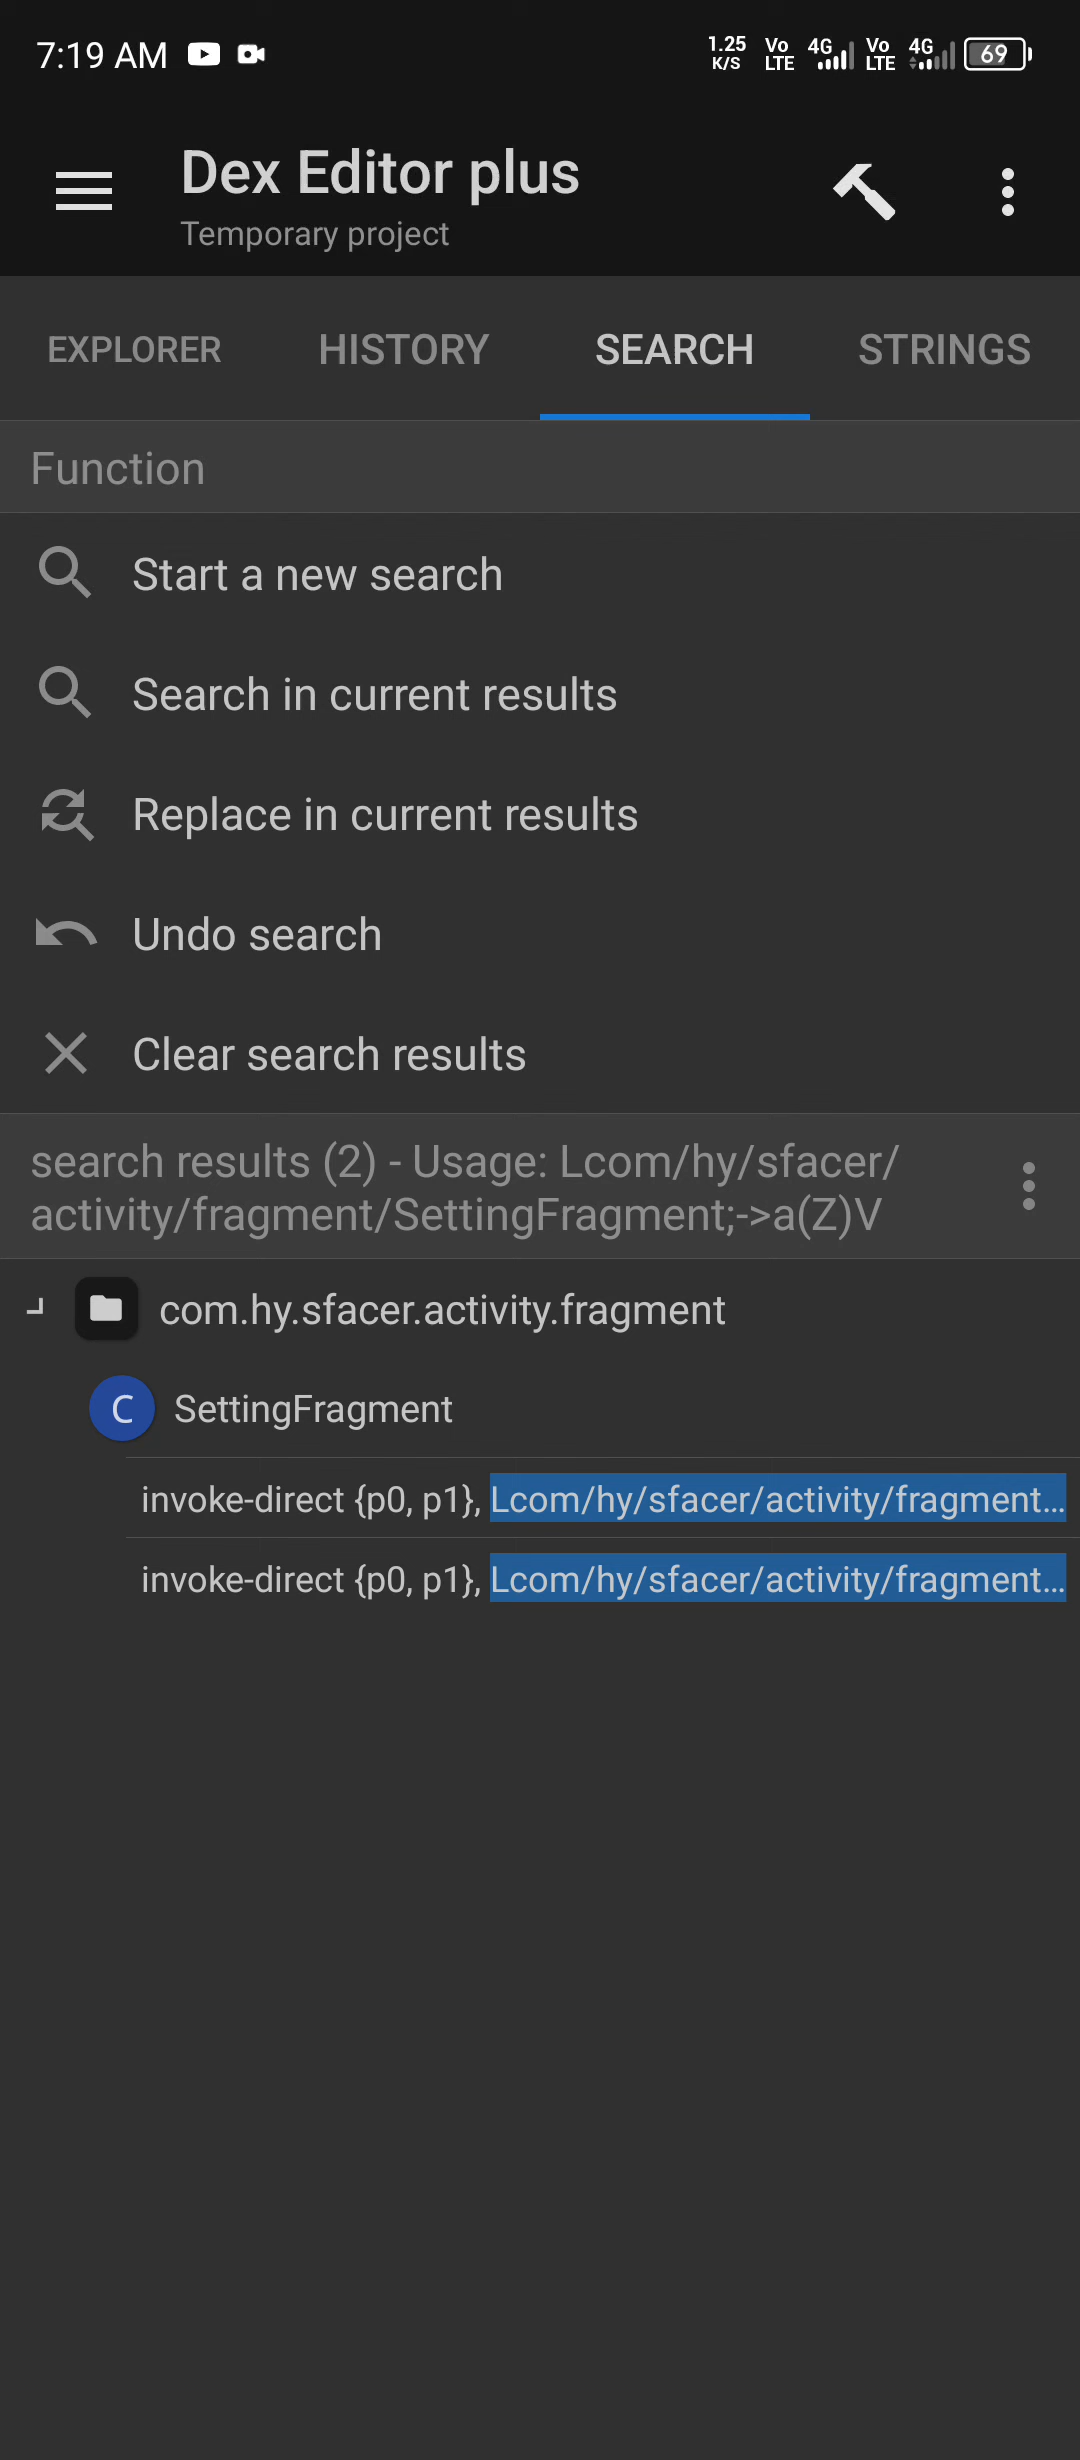 7:19 AM
1.25 K/S Vo LTE 4G Vo LTE 4G 69
Dex Editor plus
Temporary project
EXPLORER HISTORY SEARCH STRINGS
Function
Start a new search
Search in current results
Replace in current results
Undo search
Clear search results
search results (2) - Usage: Lcom/hy/sfacer/
activity/fragment/SettingFragment;->a(Z)V
com.hy.sfacer.activity.fragment
C SettingFragment
invoke-direct {p0, p1}, Lcom/hy/sfacer/activity/fragment...
invoke-direct {p0, p1}, Lcom/hy/sfacer/activity/fragment...